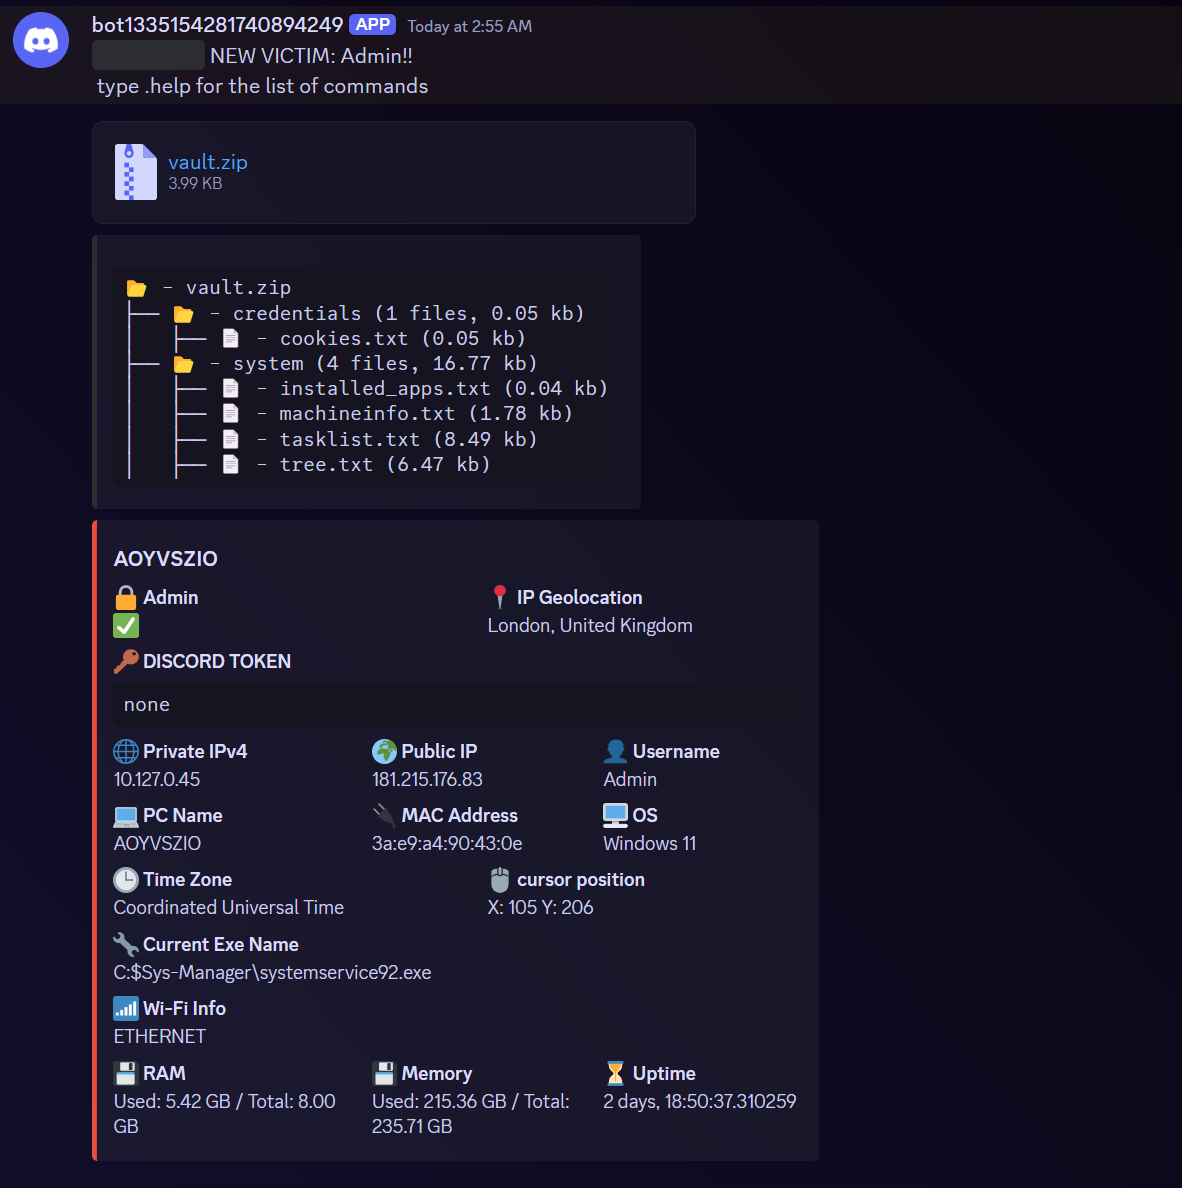 bot1335154281740894249 APP Today at 2:55 AM
NEW VICTIM: Admin!!
type .help for the list of commands
vault.zip
3.99 KB
- vault.zip
- credentials (1 files, 0.05 kb)
- cookies.txt (0.05 kb)
- system (4 files, 16.77 kb)
- installed_apps.txt (0.04 kb)
- machineinfo.txt (1.78 kb)
- tasklist.txt (8.49 kb)
- tree.txt (6.47 kb)
AOYVSZIO
Admin
IP Geolocation
London, United Kingdom
DISCORD TOKEN
none
Private IPv4
10.127.0.45
Public IP
181.215.176.83
Username
Admin
PC Name
AOYVSZIO
MAC Address
3a:e9:a4:90:43:0e
OS
Windows 11
Time Zone
Coordinated Universal Time
cursor position
X: 105 Y: 206
Current Exe Name
C:$Sys-Manager\systemservice92.exe
Wi-Fi Info
ETHERNET
RAM
Used: 5.42 GB / Total: 8.00
GB
Memory
Used: 215.36 GB / Total:
235.71 GB
Uptime
2 days, 18:50:37.310259